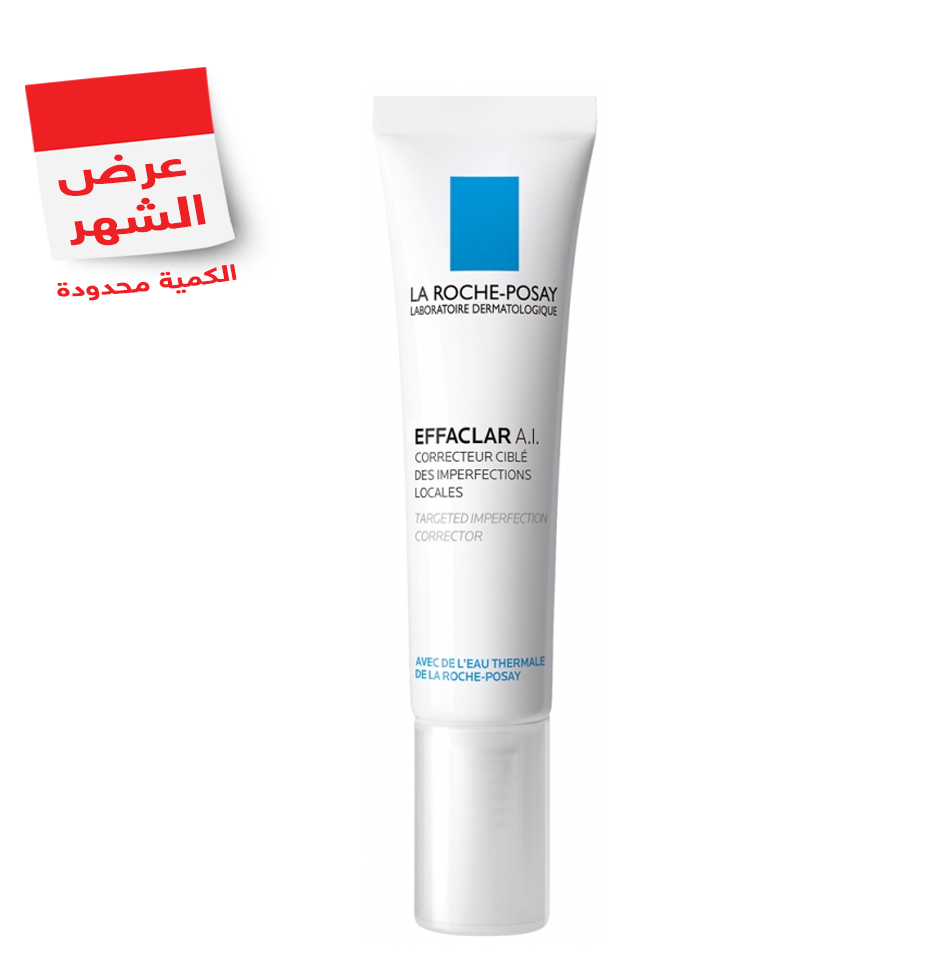 عرض
الشهر
الكمية محدودة
LA ROCHE-POSAY
LABORATOIRE DERMATOLOGIQUE
EFFACLAR A.I.
CORRECTEUR CIBLÉ
DES IMPERFECTIONS
LOCALES
TARGETED IMPERFECTION
CORRECTOR
AVEC DE L'EAU THERMALE
DE LA ROCHE-POSAY